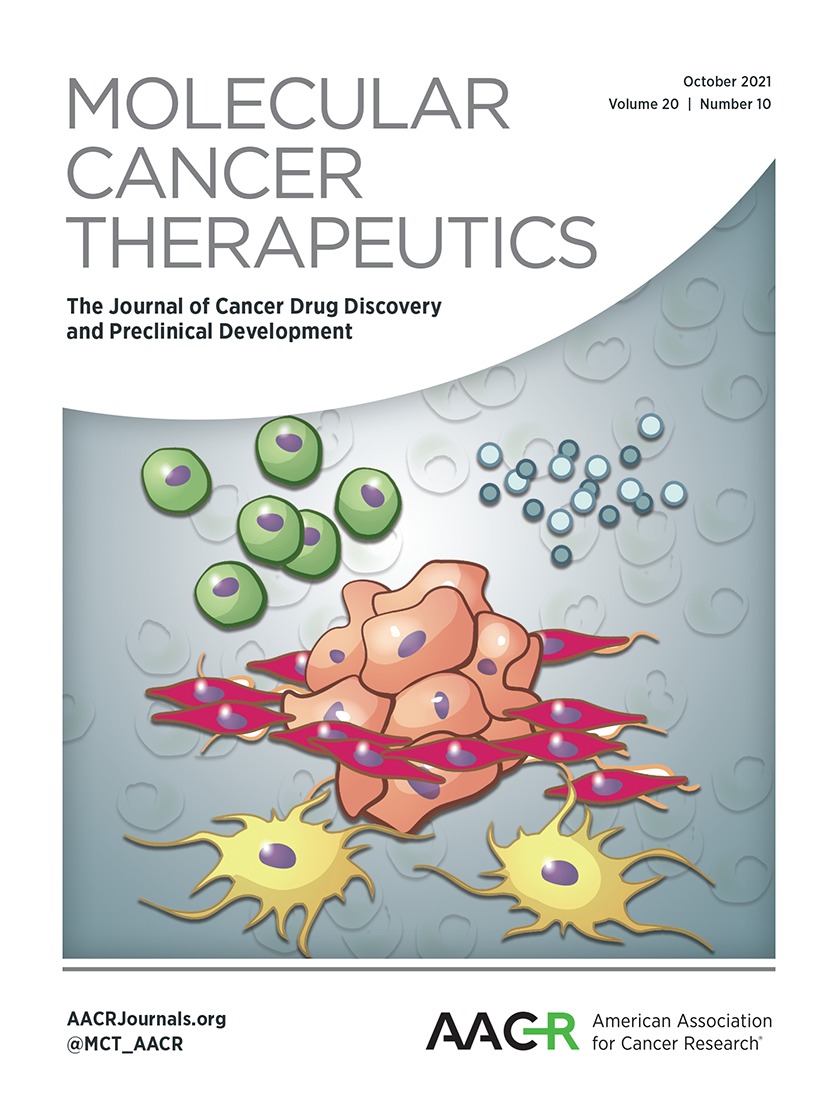 MOLECULAR
CANCER
THERAPEUTICS
October 2021
Volume 20 | Number 10
The Journal of Cancer Drug Discovery
and Preclinical Development
AACRJournals.org
@MCT_AACR
AACR
American Association
for Cancer Research®